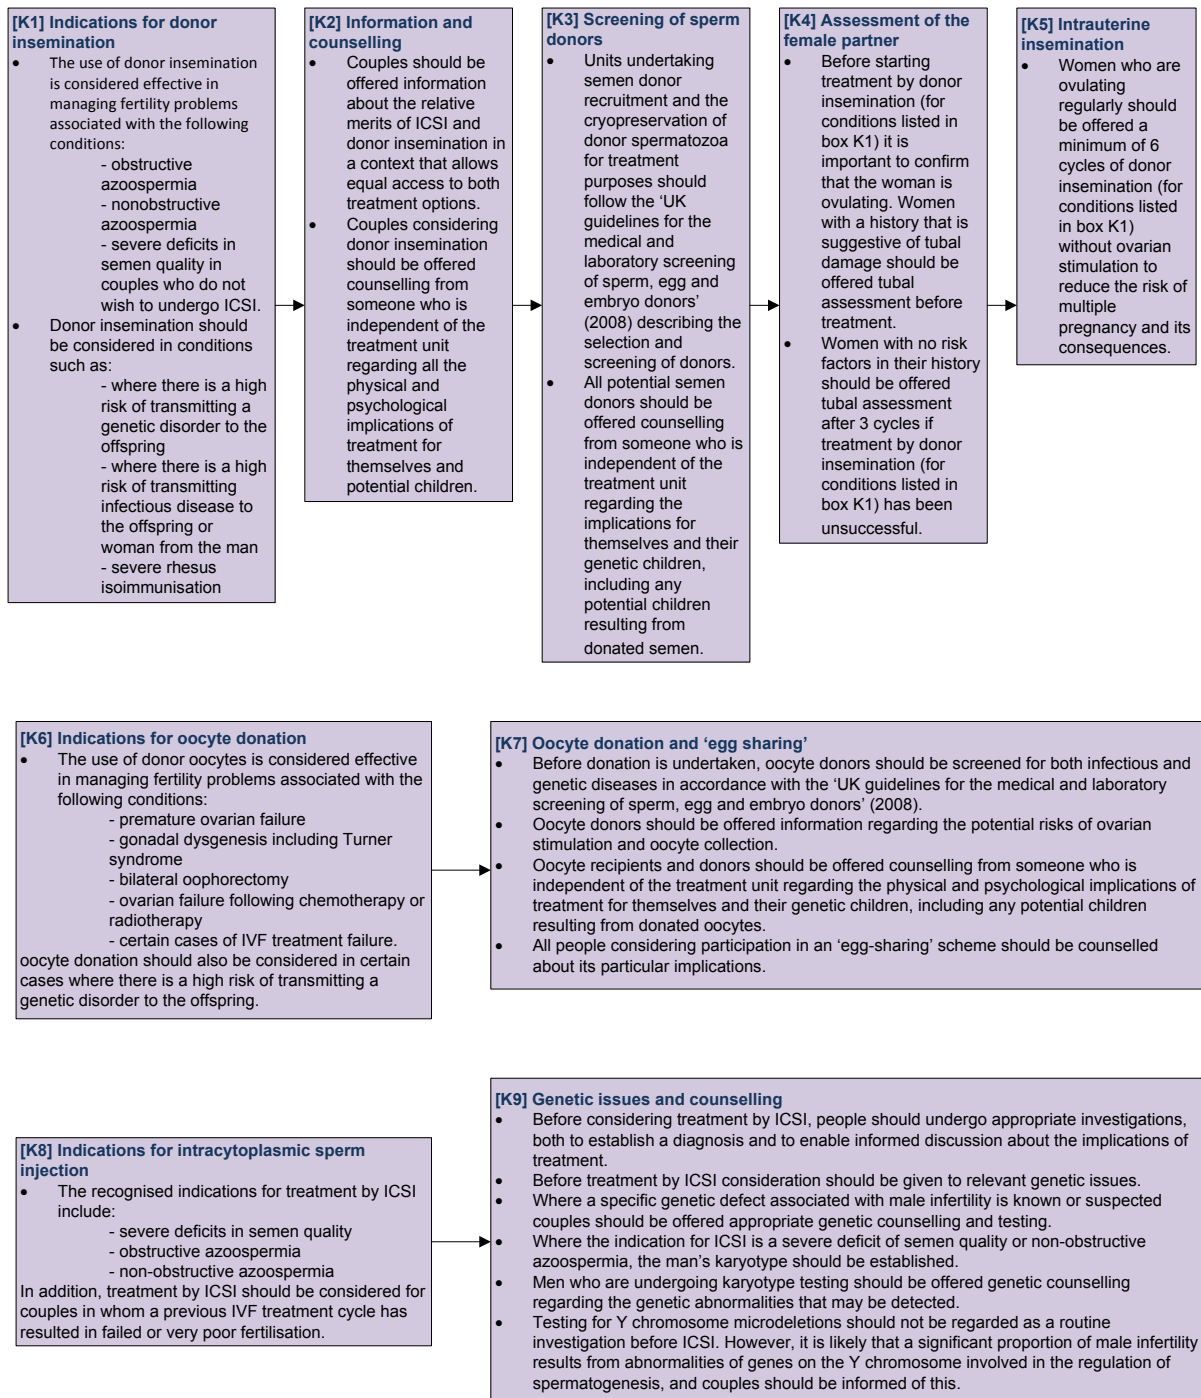 [K1] Indications for donor
insemination
• The use of donor insemination
is considered effective in
managing fertility problems
associated with the following
conditions:
- obstructive
azoospermia
- nonobstructive
azoospermia
- severe deficits in
semen quality in
couples who do not
wish to undergo ICSI.
• Donor insemination should
be considered in conditions
such as:
- where there is a high
risk of transmitting a
genetic disorder to the
offspring
- where there is a high
risk of transmitting
infectious disease to
the offspring or
woman from the man
- severe rhesus
isoimmunisation
[K2] Information and
counselling
• Couples should be
offered information
about the relative
merits of ICSI and
donor insemination in
a context that allows
equal access to both
treatment options.
• Couples considering
donor insemination
should be offered
counselling from
someone who is
independent of the
treatment unit
regarding all the
physical and
psychological
implications of
treatment for
themselves and
potential children.
[K3] Screening of sperm
donors
• Units undertaking
semen donor
recruitment and the
cryopreservation of
donor spermatozoa
for treatment
purposes should
follow the ‘UK
guidelines for the
medical and
laboratory screening
of sperm, egg and
embryo donors’
(2008) describing the
selection and
screening of donors.
• All potential semen
donors should be
offered counselling
from someone who is
independent of the
treatment unit
regarding the
implications for
themselves and their
genetic children,
including any
potential children
resulting from
donated semen.
[K4] Assessment of the
female partner
• Before starting
treatment by donor
insemination (for
conditions listed in
box K1) it is
important to confirm
that the woman is
ovulating. Women
with a history that is
suggestive of tubal
damage should be
offered tubal
assessment before
treatment.
• Women with no risk
factors in their history
should be offered
tubal assessment
after 3 cycles if
treatment by donor
insemination (for
conditions listed in
box K1) has been
unsuccessful.
[K5] Intrauterine
insemination
• Women who are
ovulating
regularly should
be offered a
minimum of 6
cycles of donor
insemination (for
conditions listed
in box K1)
without ovarian
stimulation to
reduce the risk of
multiple
pregnancy and its
consequences.
[K6] Indications for oocyte donation
• The use of donor oocytes is considered effective
in managing fertility problems associated with the
following conditions:
- premature ovarian failure
- gonadal dysgenesis including Turner
syndrome
- bilateral oophorectomy
- ovarian failure following chemotherapy or
radiotherapy
- certain cases of IVF treatment failure.
oocyte donation should also be considered in certain
cases where there is a high risk of transmitting a
genetic disorder to the offspring.
[K7] Oocyte donation and ‘egg sharing’
• Before donation is undertaken, oocyte donors should be screened for both infectious and
genetic diseases in accordance with the ‘UK guidelines for the medical and laboratory
screening of sperm, egg and embryo donors’ (2008).
• Oocyte donors should be offered information regarding the potential risks of ovarian
stimulation and oocyte collection.
• Oocyte recipients and donors should be offered counselling from someone who is
independent of the treatment unit regarding the physical and psychological implications of
treatment for themselves and their genetic children, including any potential children
resulting from donated oocytes.
• All people considering participation in an ‘egg-sharing’ scheme should be counselled
about its particular implications.
[K8] Indications for intracytoplasmic sperm
injection
• The recognised indications for treatment by ICSI
include:
- severe deficits in semen quality
- obstructive azoospermia
- non-obstructive azoospermia
In addition, treatment by ICSI should be considered for
couples in whom a previous IVF treatment cycle has
resulted in failed or very poor fertilisation.
[K9] Genetic issues and counselling
• Before considering treatment by ICSI, people should undergo appropriate investigations,
both to establish a diagnosis and to enable informed discussion about the implications of
treatment.
• Before treatment by ICSI consideration should be given to relevant genetic issues.
• Where a specific genetic defect associated with male infertility is known or suspected
couples should be offered appropriate genetic counselling and testing.
• Where the indication for ICSI is a severe deficit of semen quality or non-obstructive
azoospermia, the man’s karyotype should be established.
• Men who are undergoing karyotype testing should be offered genetic counselling
regarding the genetic abnormalities that may be detected.
• Testing for Y chromosome microdeletions should not be regarded as a routine
investigation before ICSI. However, it is likely that a significant proportion of male infertility
results from abnormalities of genes on the Y chromosome involved in the regulation of
spermatogenesis, and couples should be informed of this.